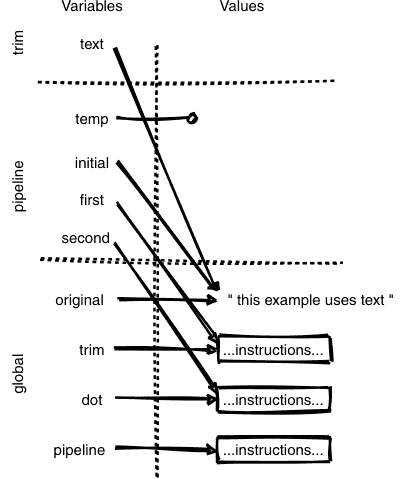 Variables Values
trim
text
pipeline
temp
initial
first
second
global
original " this example uses text "
trim ...instructions...
dot ...instructions...
pipeline ...instructions...